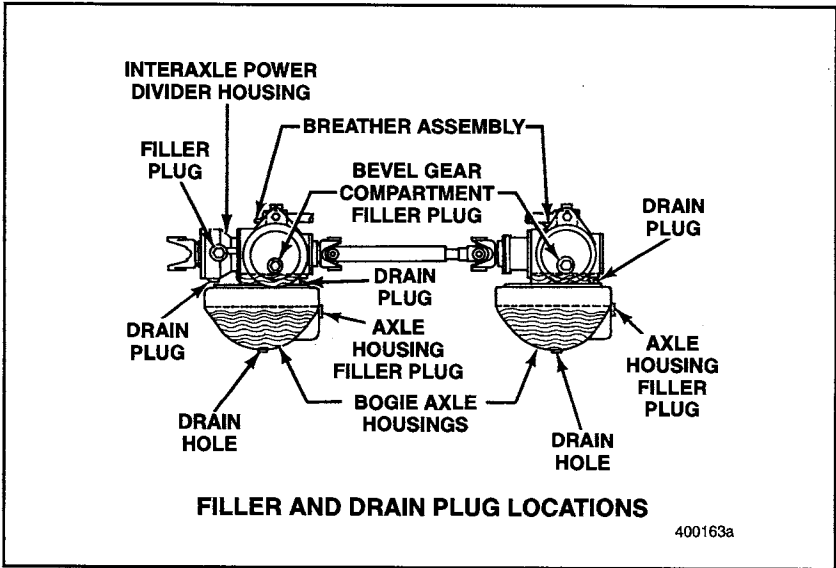 INTERAXLE POWER
DIVIDER HOUSING
BREATHER ASSEMBLY
FILLER
PLUG
BEVEL GEAR
COMPARTMENT
FILLER PLUG
DRAIN
PLUG
DRAIN
PLUG
DRAIN
PLUG
AXLE
HOUSING
FILLER PLUG
AXLE
HOUSING
FILLER
PLUG
BOGIE AXLE
HOUSINGS
DRAIN
HOLE
DRAIN
HOLE
FILLER AND DRAIN PLUG LOCATIONS
400163a